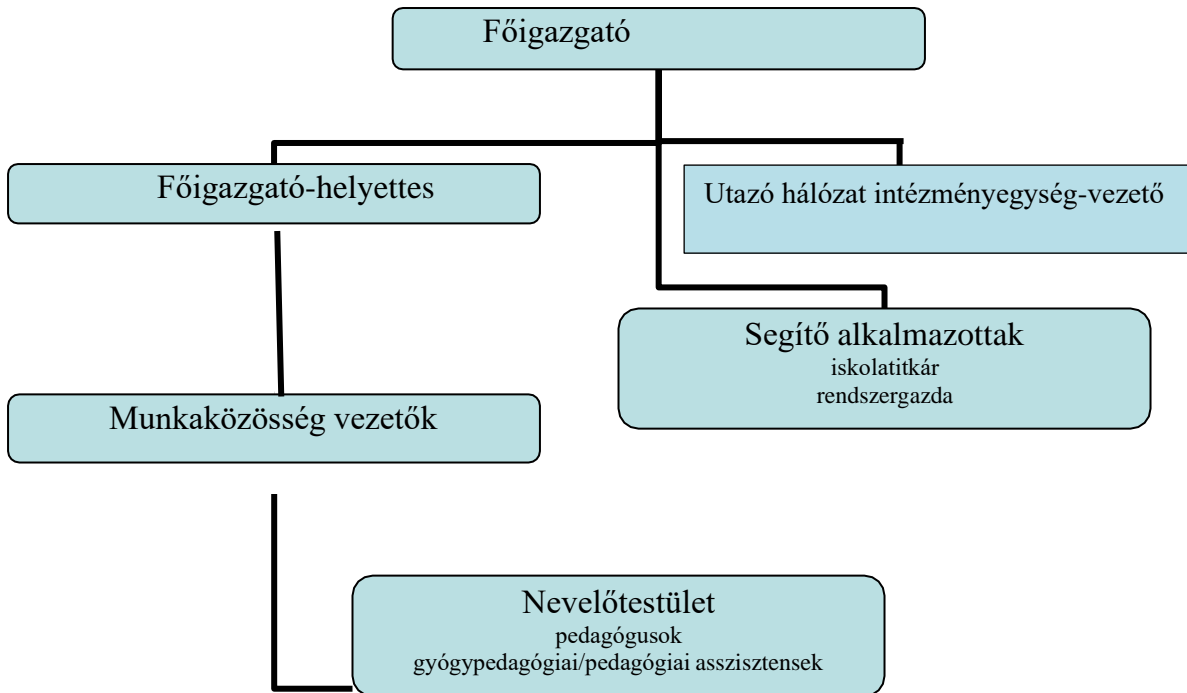 Főigazgató
Főigazgató-helyettes
Utazó hálózat intézményegység-vezető
Segítő alkalmazottak
iskolatitkár
rendszergazda
Munkaközösség vezetők
Nevelőtestület
pedagógusok
gyógypedagógiai/pedagógiai asszisztensek